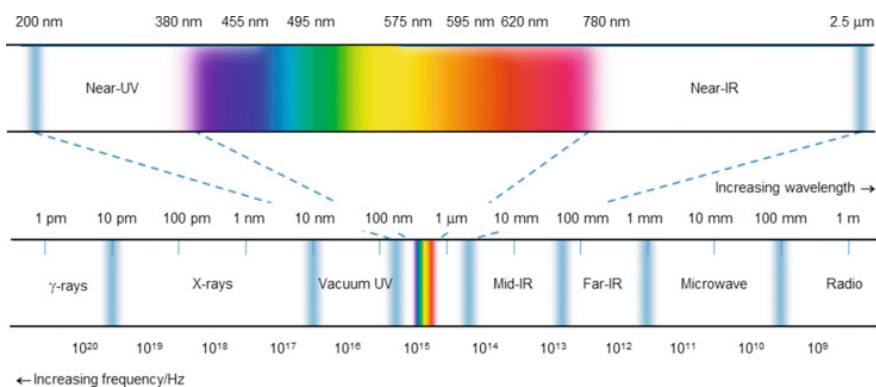 200 nm 380 nm 455 nm 495 nm 575 nm 595 nm 620 nm 780 nm 2.5 µm
Near-UV Near-IR
Increasing wavelength →
1 pm 10 pm 100 pm 1 nm 10 nm 100 nm 1 µm 10 mm 100 mm 1 mm 10 mm 100 mm 1 m
γ-rays X-rays Vacuum UV Mid-IR Far-IR Microwave Radio
10²⁰ 10¹⁹ 10¹⁸ 10¹⁷ 10¹⁶ 10¹⁵ 10¹⁴ 10¹³ 10¹² 10¹¹ 10¹⁰ 10⁹
← Increasing frequency/Hz